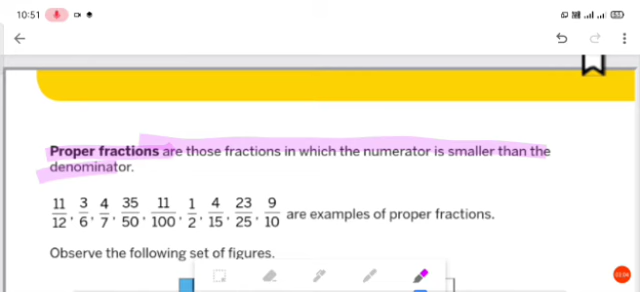 10:51
Proper fractions are those fractions in which the numerator is smaller than the
denominator.
11/12, 3/6, 4/7, 35/50, 11/100, 1/2, 4/15, 23/25, 9/10 are examples of proper fractions.
Observe the following set of figures.